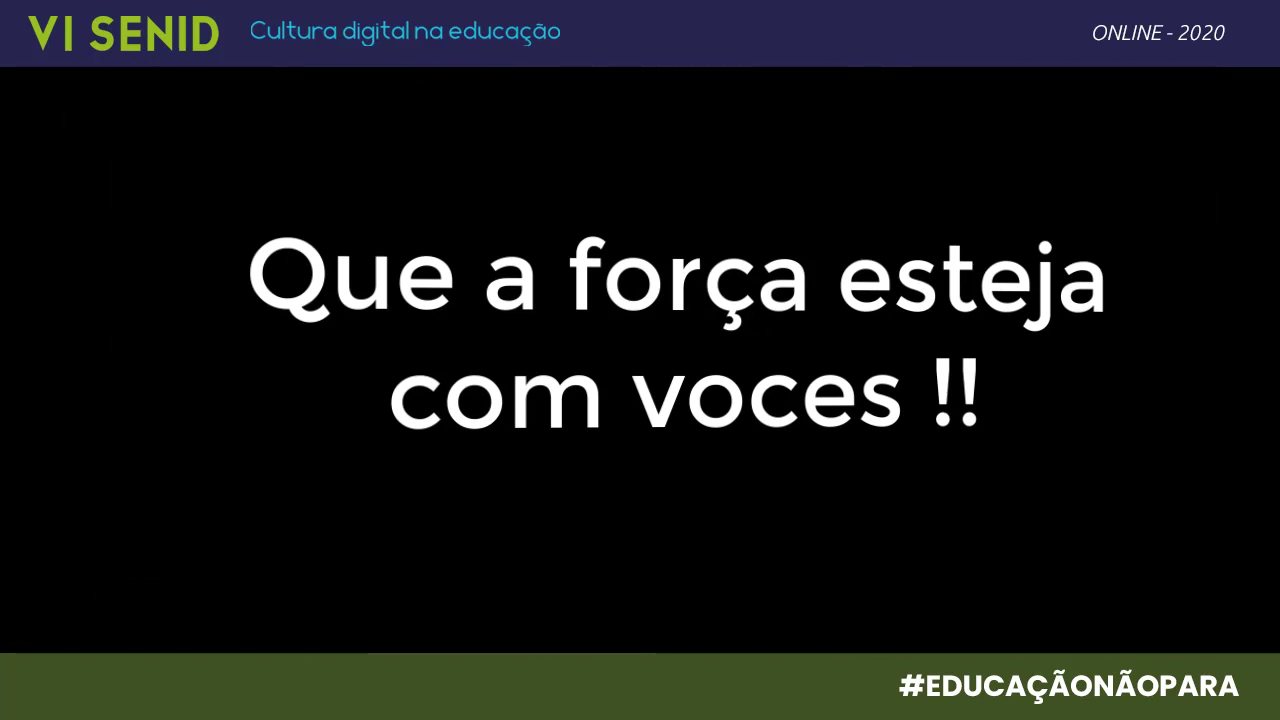 VI SENID
Cultura digital na educação
ONLINE - 2020
Que a força esteja
com voces !!
#EDUCAÇÃONÃOPARA